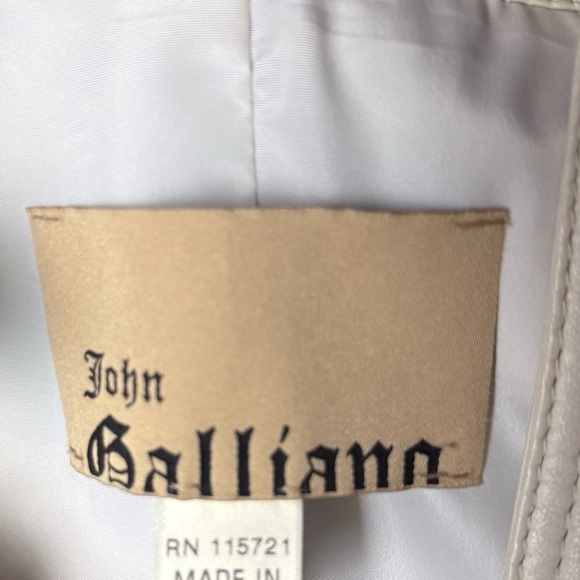 John
Galliano
RN 115721
MADE IN